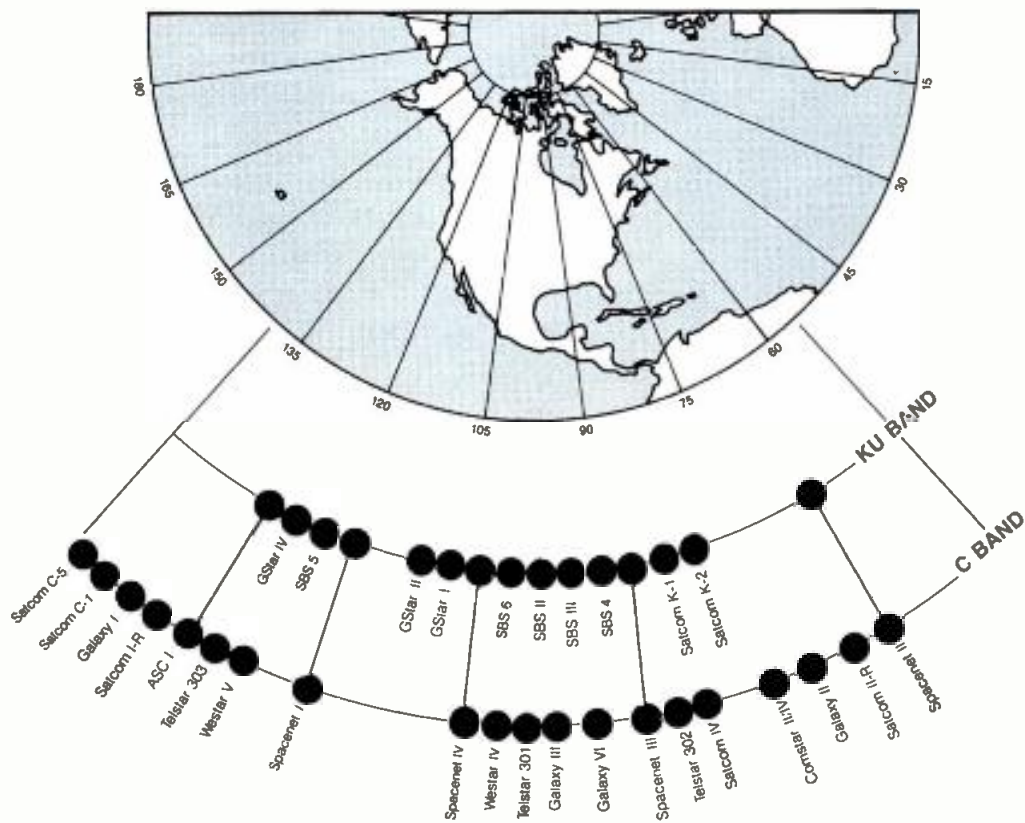 180
165
150
135
120
105
90
75
60
45
30
15
KU BAND
C BAND
GStar IV
SBS 5
GStar II
GStar I
SBS 6
SBS II
SBS III
SBS 4
Satcom K-1
Satcom K-2
Satcom C-5
Satcom C-1
Galaxy I
Satcom I-R
ASC I
Telstar 303
Westar V
Spacenet I
Spacenet IV
Westar IV
Telstar 301
Galaxy III
Galaxy VI
Spacenet III
Telstar 302
Satcom IV
Comstar II/IV
Galaxy II
Satcom II-R
Spacenet II